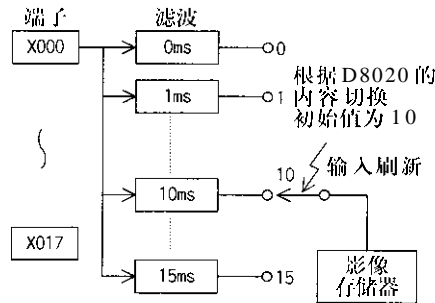 端子 滤波
X000 0ms 0
1ms 1
根据D8020的
内容切换
初始值为10
10 输入刷新
10ms
X017
影像
存储器
15ms 15